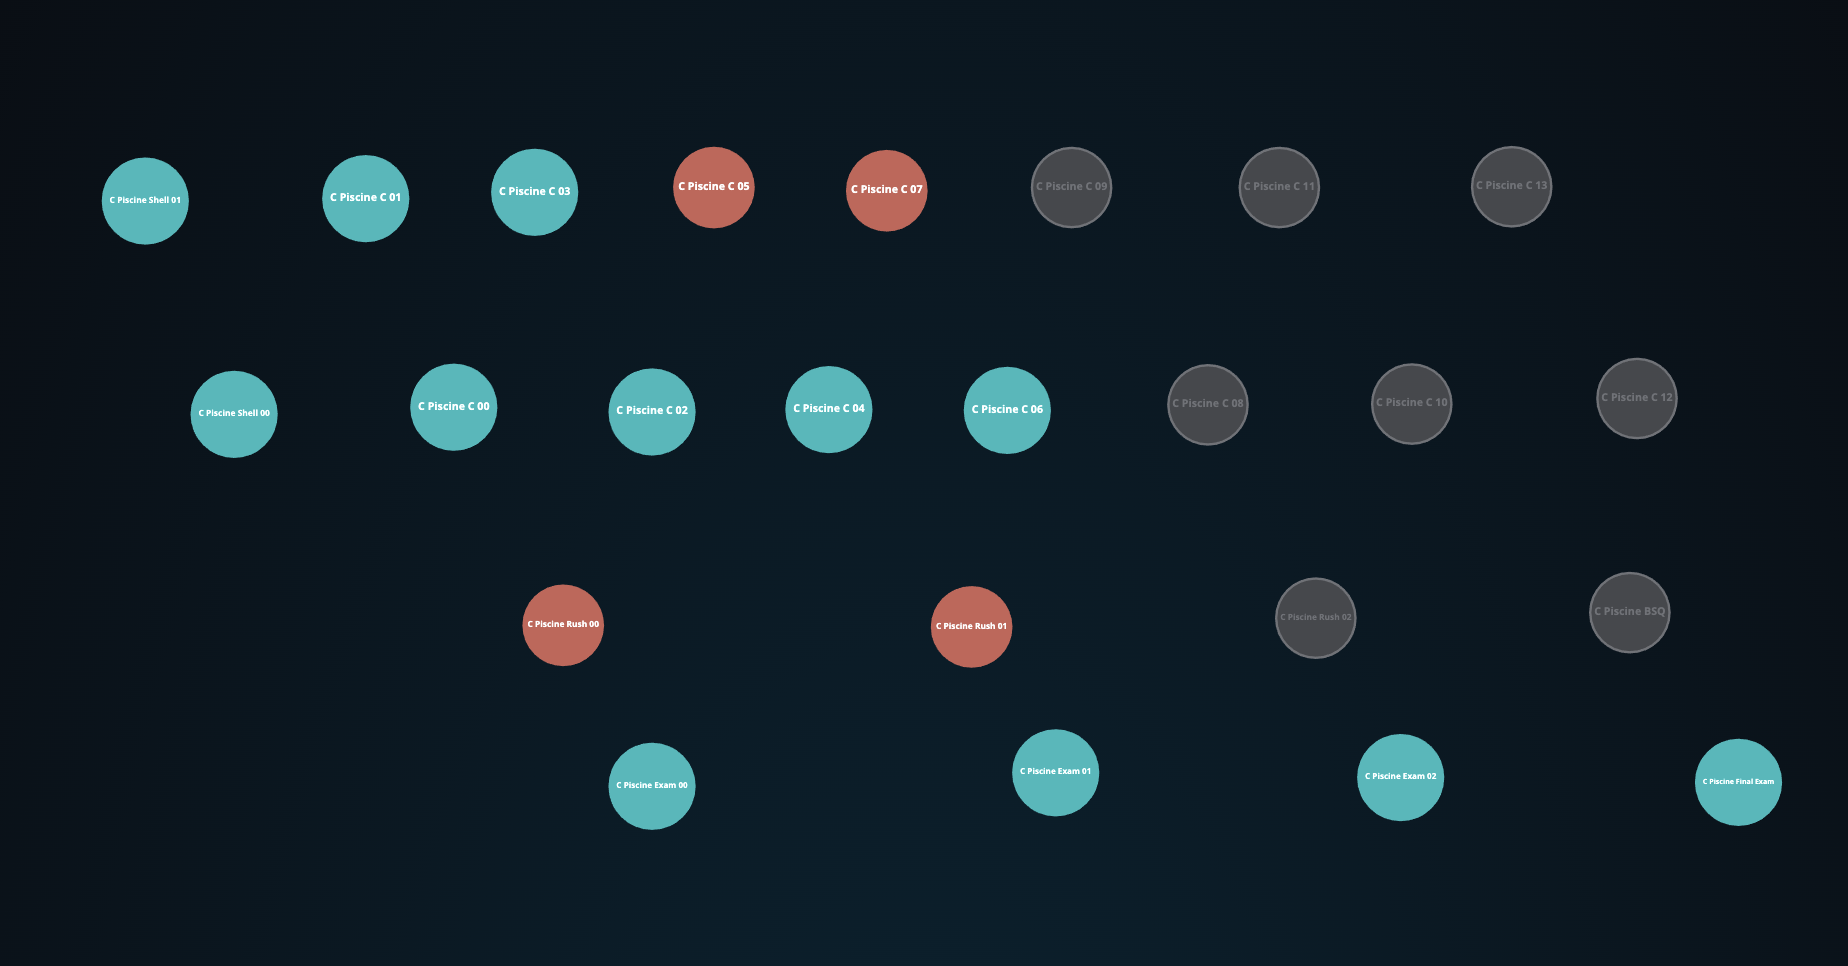 C Piscine Shell 01
C Piscine C 01
C Piscine C 03
C Piscine C 05
C Piscine C 07
C Piscine C 09
C Piscine C 11
C Piscine C 13
C Piscine Shell 00
C Piscine C 00
C Piscine C 02
C Piscine C 04
C Piscine C 06
C Piscine C 08
C Piscine C 10
C Piscine C 12
C Piscine Rush 00
C Piscine Rush 01
C Piscine Rush 02
C Piscine BSQ
C Piscine Exam 00
C Piscine Exam 01
C Piscine Exam 02
C Piscine Final Exam